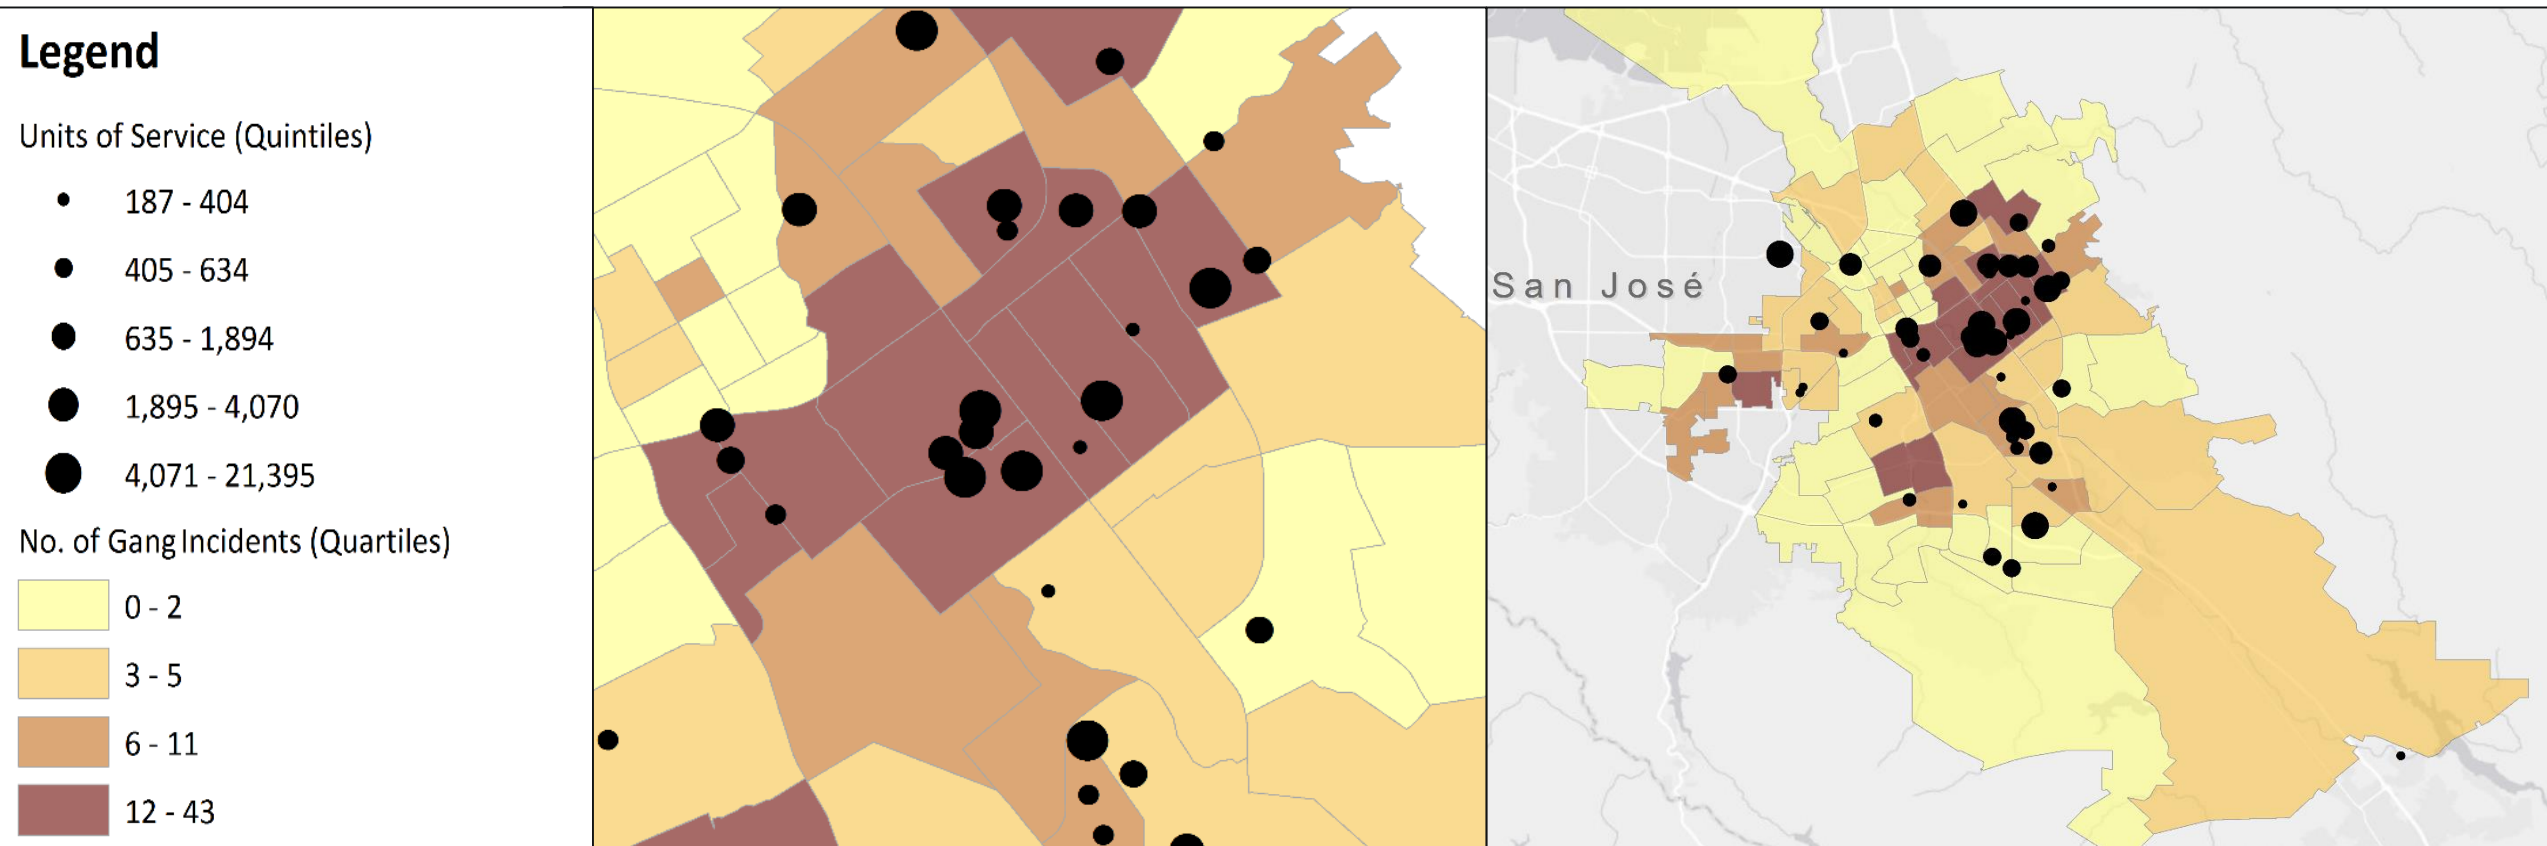 Legend
Units of Service (Quintiles)
187 - 404
405 - 634
635 - 1,894
1,895 - 4,070
4,071 - 21,395
No. of Gang Incidents (Quartiles)
0 - 2
3 - 5
6 - 11
12 - 43
San José